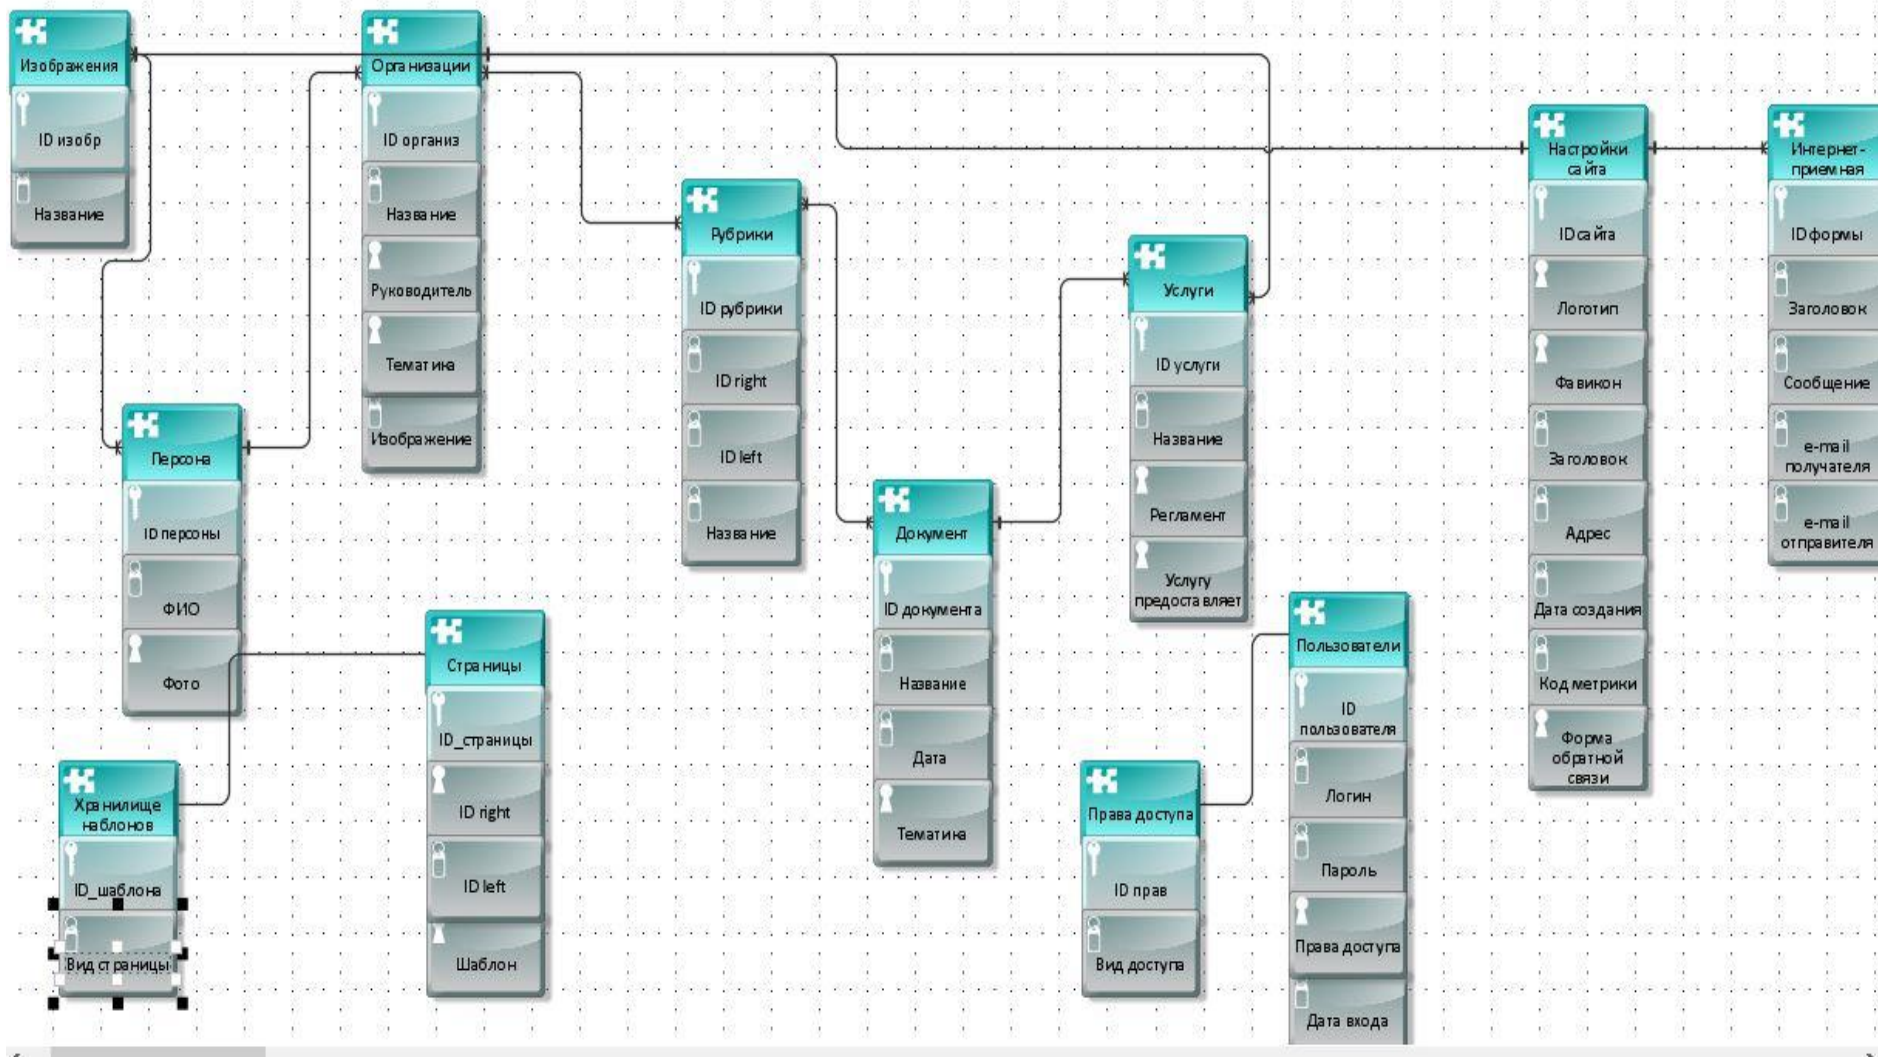 Изображения
ID изобр
Название
Организации
ID организ
Название
Руководитель
Тематика
Изображение
Рубрики
ID рубрики
ID right
ID left
Название
Услуги
ID услуги
Название
Регламент
Услугу
предоставляет
Настройки
сайта
ID сайта
Логотип
Фавикон
Заголовок
Адрес
Дата создания
Код метрики
Форма
обратной
связи
Интернет-
приемная
ID формы
Заголовок
Сообщение
e-mail
получателя
e-mail
отправителя
Персона
ID персоны
ФИО
Фото
Документ
ID документа
Название
Дата
Тематика
Страницы
ID_страницы
ID right
ID left
Шаблон
Пользователи
ID
пользователя
Логин
Пароль
Права доступа
Дата входа
Хранилище
наблонов
ID_шаблона
Вид страницы
Права доступа
ID прав
Вид доступа